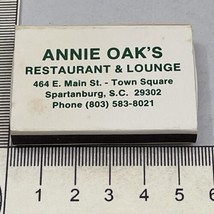 ANNIE OAK'S
RESTAURANT & LOUNGE
464 E. Main St. - Town Square
Spartanburg, S.C. 29302
Phone (803) 583-8021
1 2 3 4 5 6